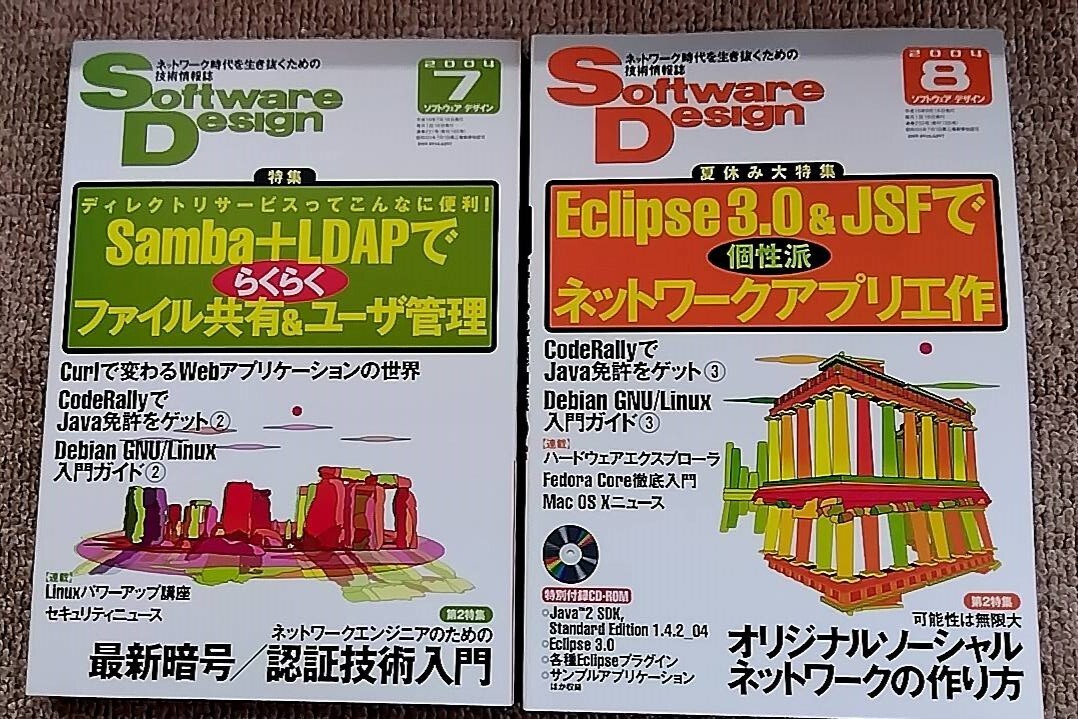 ネットワーク時代を生き抜くための
技術情報誌
Software
Design
2004
7
ソフトウェア デザイン
特集
ディレクトリサービスってこんなに便利!
Samba+LDAPで
らくらく
ファイル共有&ユーザ管理
Curlで変わるWebアプリケーションの世界
CodeRallyで
Java免許をゲット②
Debian GNU/Linux
入門ガイド②
【連載】
Linuxパワーアップ講座
セキュリティニュース
第2特集
ネットワークエンジニアのための
最新暗号/認証技術入門
ネットワーク時代を生き抜くための
技術情報誌
Software
Design
2004
8
ソフトウェア デザイン
夏休み大特集
Eclipse 3.0 & JSFで
個性派
ネットワークアプリ工作
CodeRallyで
Java免許をゲット③
Debian GNU/Linux
入門ガイド③
【連載】
ハードウェアエクスプローラ
Fedora Core徹底入門
Mac OS Xニュース
特別付録CD-ROM
○Java™2 SDK,
Standard Edition 1.4.2_04
○Eclipse 3.0
○各種Eclipseプラグイン
○サンプルアプリケーション
ほか収録
第2特集
可能性は無限大
オリジナルソーシャル
ネットワークの作り方